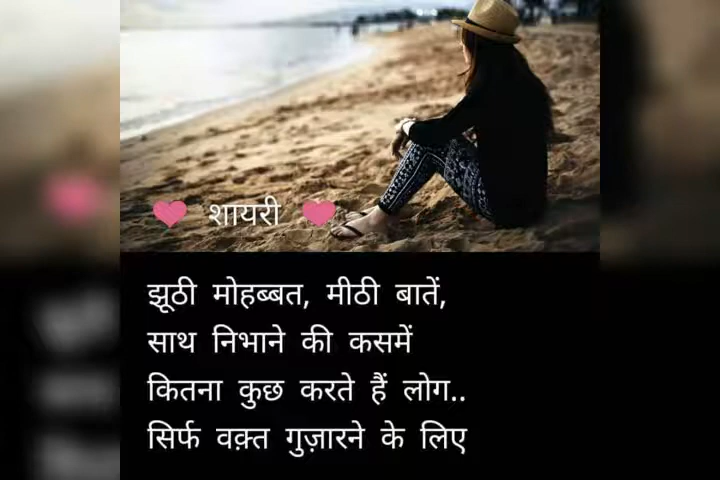 शायरी
झूठी मोहब्बत, मीठी बातें,
साथ निभाने की कसमें
कितना कुछ करते हैं लोग..
सिर्फ वक़्त गुज़ारने के लिए